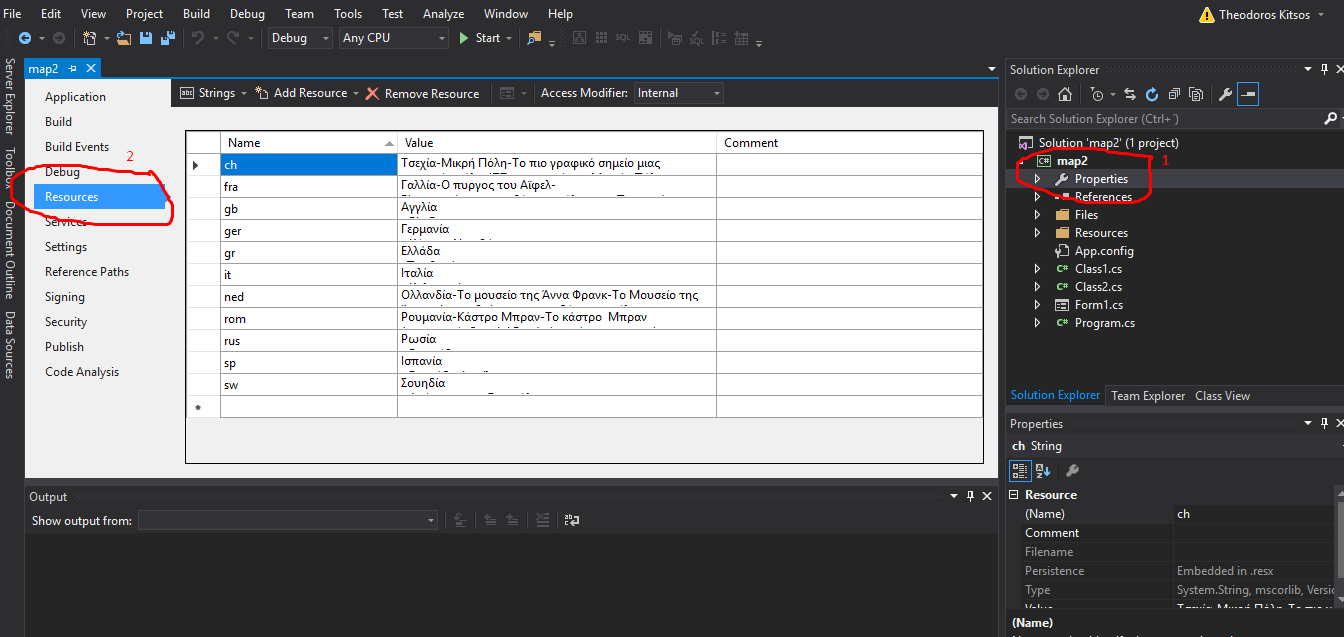 File Edit View Project Build Debug Team Tools Test Analyze Window Help
Theodoros Kitsos
Debug Any CPU Start
Server Explorer
Toolbox
Document Outline
Data Sources
map2
Application
Build
Build Events
2
Debug
Resources
Services
Settings
Reference Paths
Signing
Security
Publish
Code Analysis
Strings Add Resource Remove Resource Access Modifier: Internal
Name Value Comment
ch Τσεχία-Μικρή Πόλη-Το πιο γραφικό σημείο μιας
fra Γαλλία-Ο πυργος του Αϊφελ-
gb Αγγλία
ger Γερμανία
gr Ελλάδα
it Ιταλία
ned Ολλανδία-Το μουσείο της Άννα Φρανκ-Το Μουσείο της
rom Ρουμανία-Κάστρο Μπραν-Το κάστρο Μπραν
rus Ρωσία
sp Ισπανία
sw Σουηδία
*
Output
Show output from:
Solution Explorer
Search Solution Explorer (Ctrl+΄)
Solution 'map2' (1 project)
C# map2 1
Properties
References
Files
Resources
App.config
C# Class1.cs
C# Class2.cs
Form1.cs
C# Program.cs
Solution Explorer Team Explorer Class View
Properties
ch String
Resource
(Name) ch
Comment
Filename
Persistence Embedded in .resx
Type System.String, mscorlib, Versio
(Name)